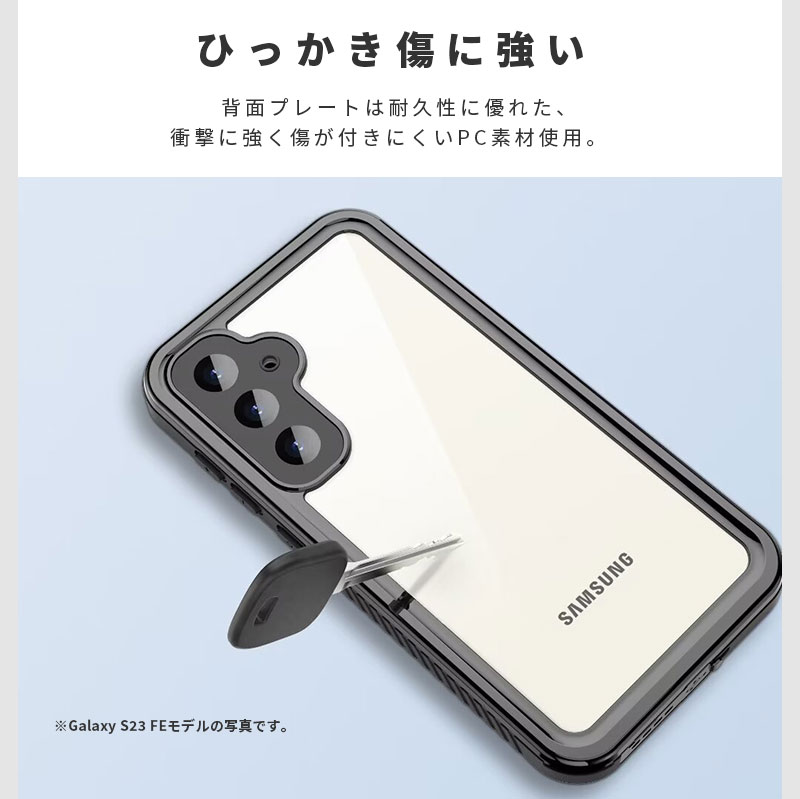 ひっかき傷に強い
背面プレートは耐久性に優れた、
衝撃に強く傷が付きにくいPC素材使用。
SAMSUNG
※Galaxy S23 FEモデルの写真です。